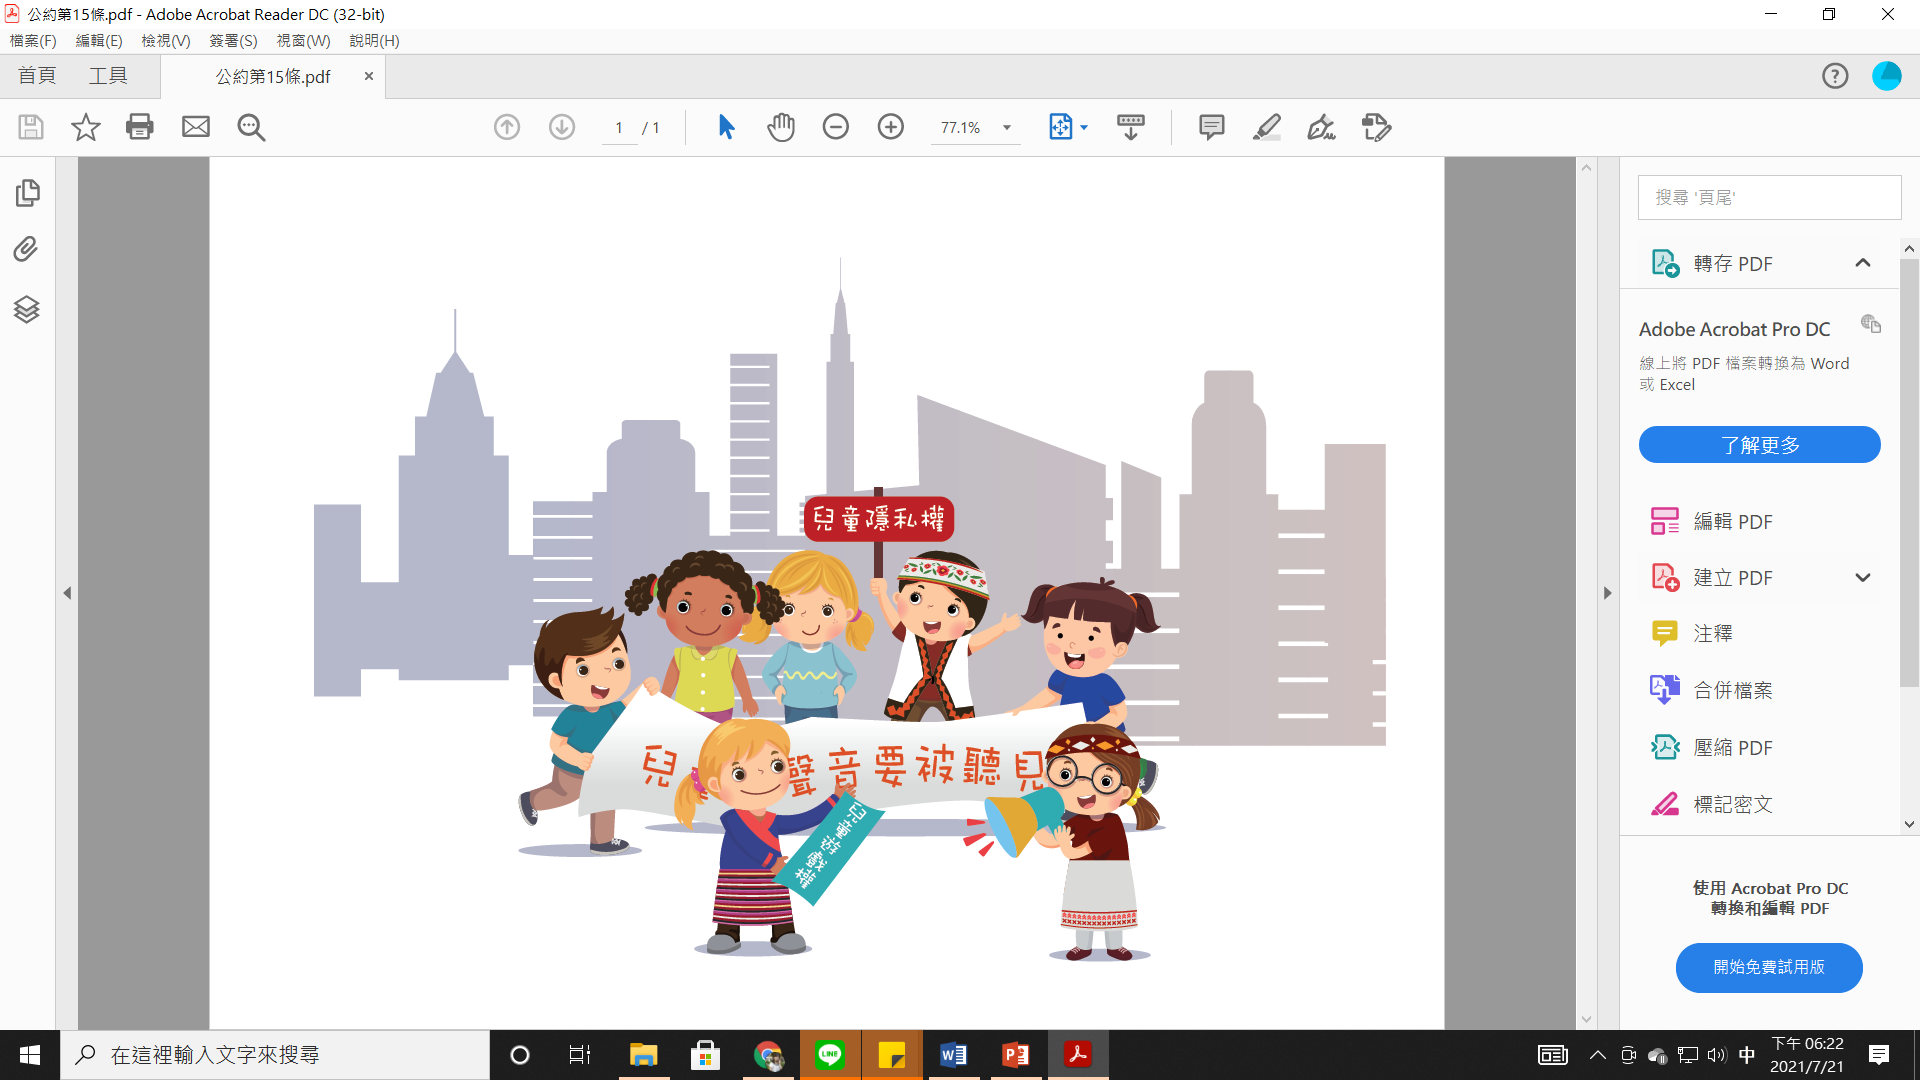 公約第15條.pdf - Adobe Acrobat Reader DC (32-bit)
檔案(F) 編輯(E) 檢視(V) 簽署(S) 視窗(W) 說明(H)
首頁 工具 公約第15條.pdf
1 / 1 77.1%
搜尋 '頁尾'
轉存 PDF
Adobe Acrobat Pro DC
線上將 PDF 檔案轉換為 Word
或 Excel
了解更多
編輯 PDF
建立 PDF
注釋
合併檔案
壓縮 PDF
標記密文
使用 Acrobat Pro DC
轉換和編輯 PDF
開始免費試用版
兒童隱私權
兒 聲音要被聽見
兒童遊戲權
在這裡輸入文字來搜尋
LINE
中
下午 06:22
2021/7/21